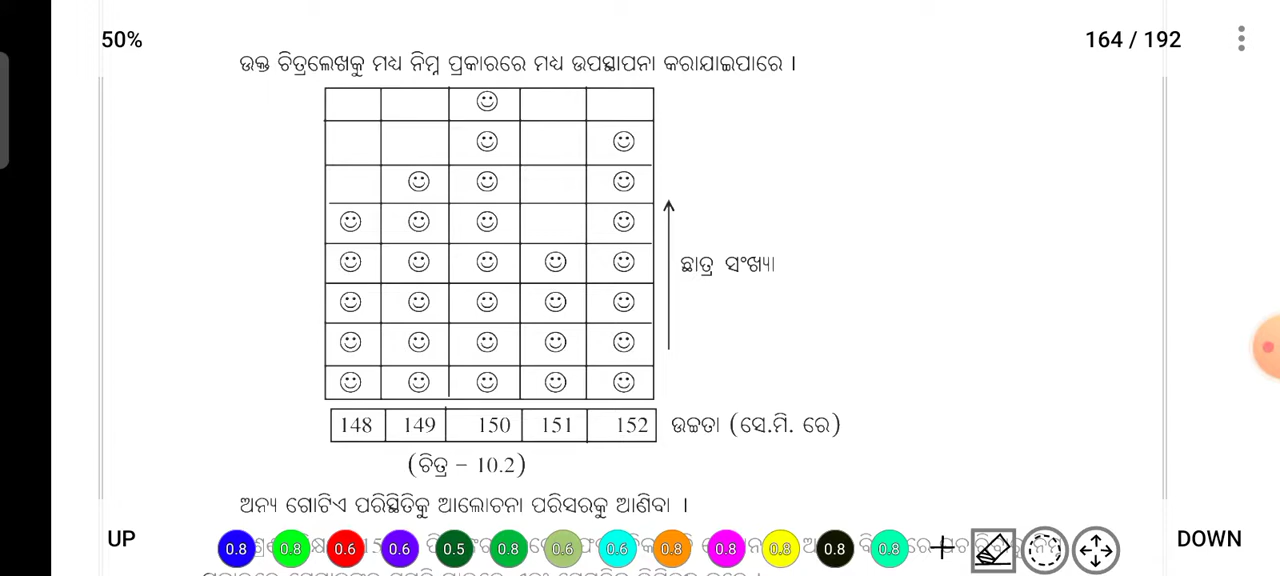 50%
164 / 192
ଉକ୍ତ ଚିତ୍ରଲେଖକୁ ମଧ୍ୟ ନିମ୍ନ ପ୍ରକାରରେ ମଧ୍ୟ ଉପସ୍ଥାପନା କରାଯାଇପାରେ ।
ଛାତ୍ର ସଂଖ୍ୟା
148 149 150 151 152 ଉଚ୍ଚତା (ସେ.ମି. ରେ)
(ଚିତ୍ର – 10.2)
ଅନ୍ୟ ଗୋଟିଏ ପରିସ୍ଥିତିକୁ ଆଲୋଚନା ପରିସରକୁ ଆଣିବା ।
UP
0.8 0.8 0.6 0.6 0.5 0.8 0.6 0.6 0.8 0.8 0.8 0.8 0.8
DOWN